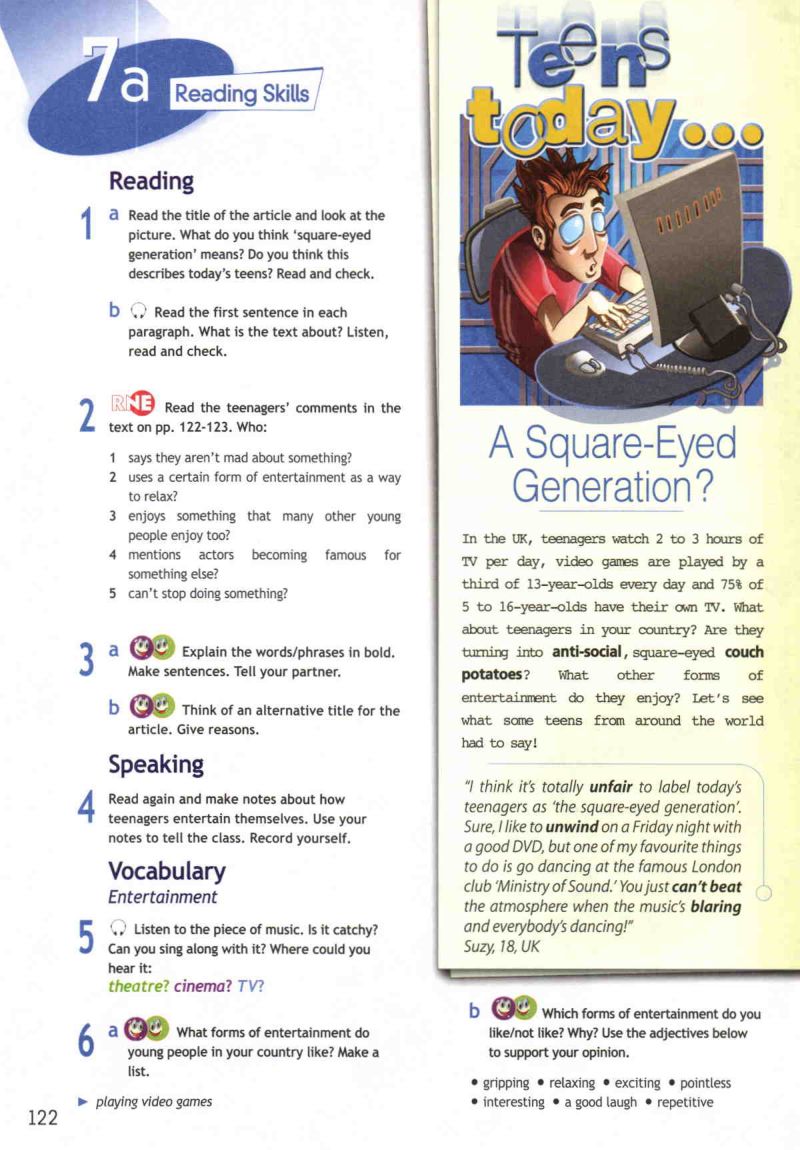 7a Reading Skills
Reading
1 a Read the title of the article and look at the
picture. What do you think ‘square-eyed
generation’ means? Do you think this
describes today’s teens? Read and check.
b Read the first sentence in each
paragraph. What is the text about? Listen,
read and check.
2 RNE Read the teenagers’ comments in the
text on pp. 122-123. Who:
1 says they aren’t mad about something?
2 uses a certain form of entertainment as a way
to relax?
3 enjoys something that many other young
people enjoy too?
4 mentions actors becoming famous for
something else?
5 can’t stop doing something?
3 a Explain the words/phrases in bold.
Make sentences. Tell your partner.
b Think of an alternative title for the
article. Give reasons.
Speaking
4 Read again and make notes about how
teenagers entertain themselves. Use your
notes to tell the class. Record yourself.
Vocabulary
Entertainment
5 Listen to the piece of music. Is it catchy?
Can you sing along with it? Where could you
hear it:
theatre? cinema? TV?
6 a What forms of entertainment do
young people in your country like? Make a
list.
► playing video games
122
Teens
today...
A Square-Eyed
Generation?
In the UK, teenagers watch 2 to 3 hours of
TV per day, video games are played by a
third of 13-year-olds every day and 75% of
5 to 16-year-olds have their own TV. What
about teenagers in your country? Are they
turning into anti-social, square-eyed couch
potatoes? What other forms of
entertainment do they enjoy? Let's see
what some teens from around the world
had to say!
"I think it's totally unfair to label today's
teenagers as 'the square-eyed generation'.
Sure, I like to unwind on a Friday night with
a good DVD, but one of my favourite things
to do is go dancing at the famous London
club 'Ministry of Sound.' You just can't beat
the atmosphere when the music's blaring
and everybody's dancing!"
Suzy, 18, UK
b Which forms of entertainment do you
like/not like? Why? Use the adjectives below
to support your opinion.
• gripping • relaxing • exciting • pointless
• interesting • a good laugh • repetitive